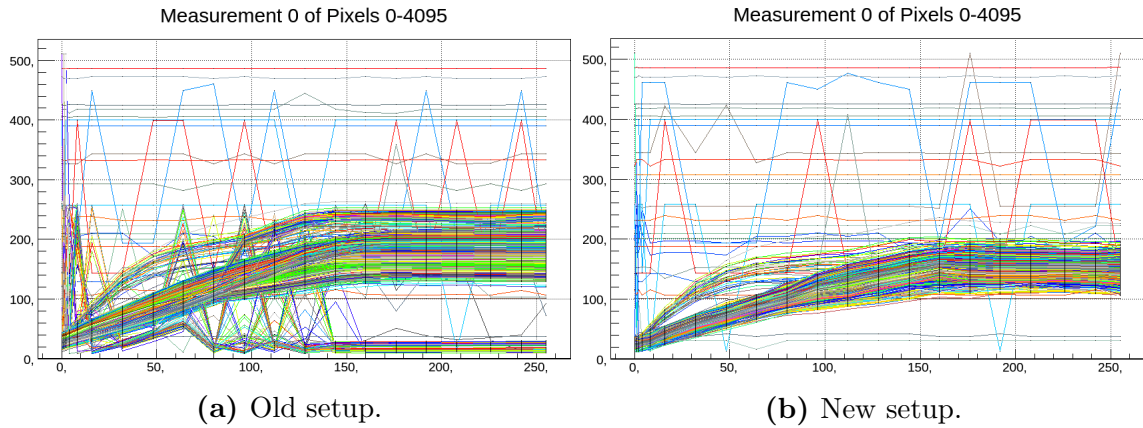 Measurement 0 of Pixels 0-4095
500,
400,
300,
200,
100,
0,
0, 50, 100, 150, 200, 250,
(a) Old setup.
Measurement 0 of Pixels 0-4095
500,
400,
300,
200,
100,
0,
0, 50, 100, 150, 200, 250,
(b) New setup.